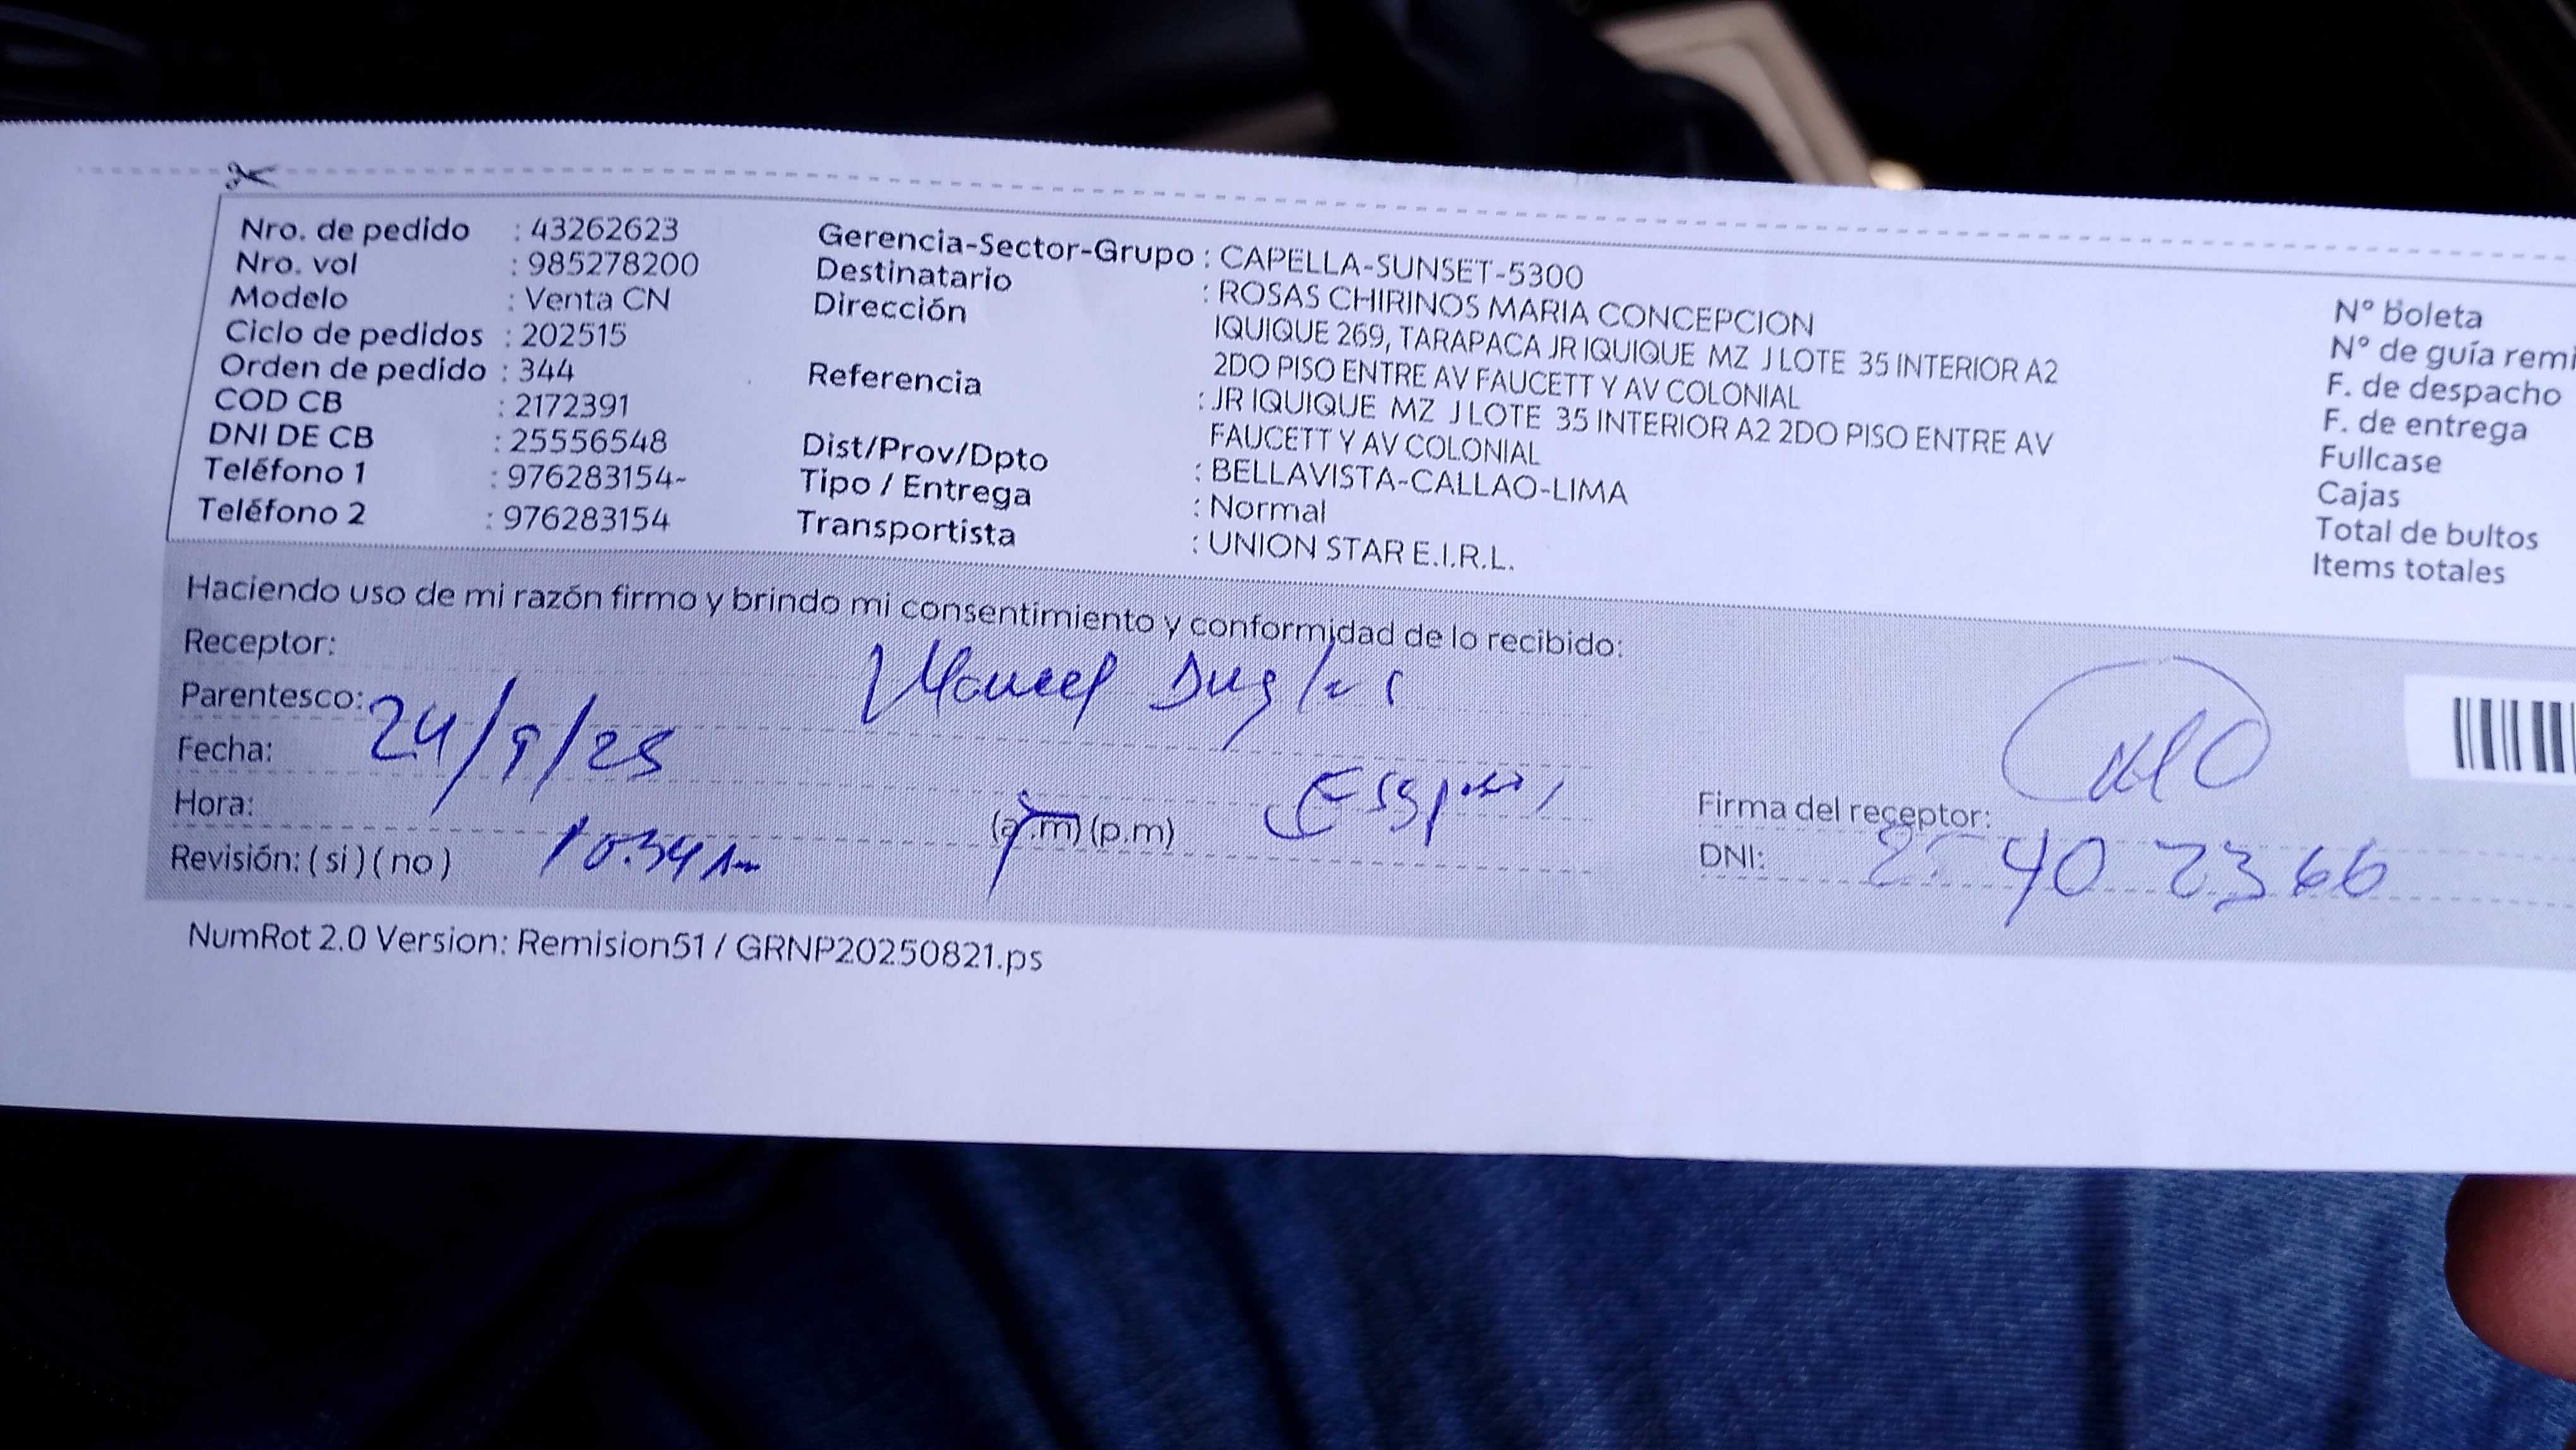 Nro. de pedido : 43262623
Nro. vol : 985278200
Modelo : Venta CN
Ciclo de pedidos : 202515
Orden de pedido : 344
COD CB : 2172391
DNI DE CB : 25556548
Teléfono 1 : 976283154-
Teléfono 2 : 976283154
Gerencia-Sector-Grupo : CAPELLA-SUNSET-5300
Destinatario : ROSAS CHIRINOS MARIA CONCEPCION
Dirección IQUIQUE 269, TARAPACA JR IQUIQUE MZ J LOTE 35 INTERIOR A2
2DO PISO ENTRE AV FAUCETT Y AV COLONIAL
Referencia : JR IQUIQUE MZ J LOTE 35 INTERIOR A2 2DO PISO ENTRE AV
FAUCETT Y AV COLONIAL
Dist/Prov/Dpto : BELLAVISTA-CALLAO-LIMA
Tipo / Entrega : Normal
Transportista : UNION STAR E.I.R.L.
N° boleta
N° de guía remi
F. de despacho
F. de entrega
Fullcase
Cajas
Total de bultos
Items totales
Haciendo uso de mi razón firmo y brindo mi consentimiento y conformidad de lo recibido:
Receptor:
Parentesco:
Fecha: 24/9/25
Hora: 10:34 (a.m) (p.m)
Revisión: ( si ) ( no )
Firma del receptor:
DNI: 40 2366
NumRot 2.0 Version: Remision51 / GRNP20250821.ps